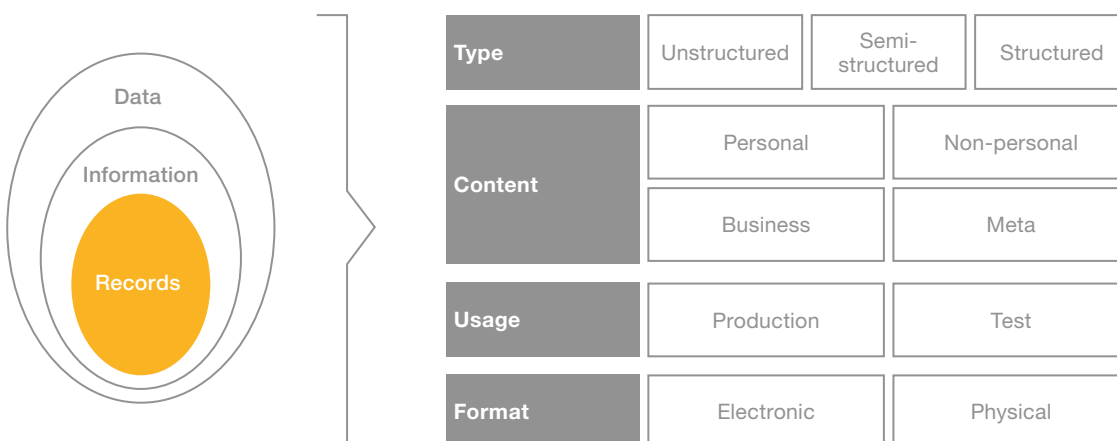 Data
Information
Records
Type
Unstructured
Semi-
structured
Structured
Content
Personal
Non-personal
Business
Meta
Usage
Production
Test
Format
Electronic
Physical